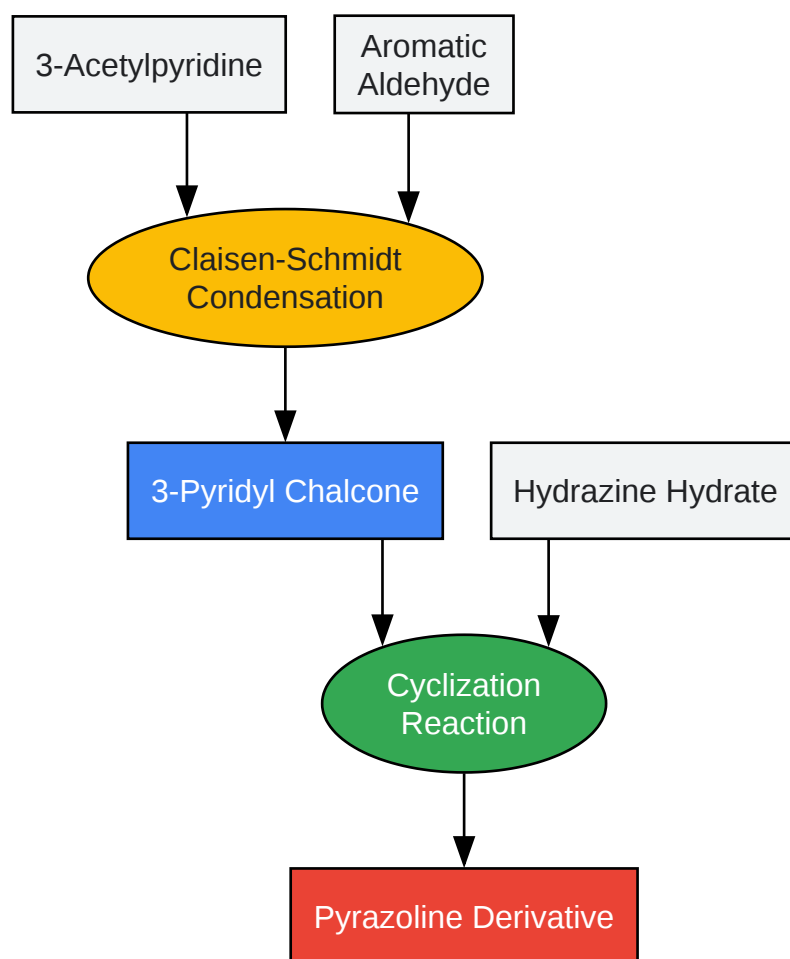 3-Acetylpyridine
Aromatic
Aldehyde
Claisen-Schmidt
Condensation
3-Pyridyl Chalcone
Hydrazine Hydrate
Cyclization
Reaction
Pyrazoline Derivative